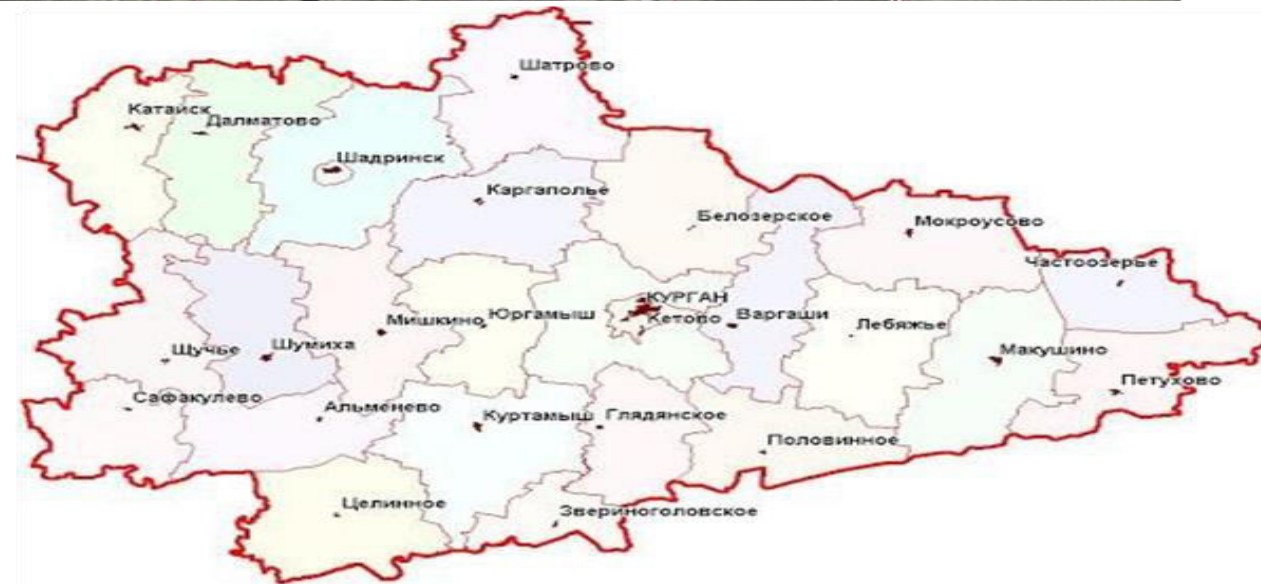 Шатрово
Катайск
Далматово
Шадринск
Каргаполье
Белозерское
Мокроусово
Частоозерье
КУРГАН
Кетово
Варгаши
Юргамыш
Мишкино
Лебяжье
Щучье
Шумиха
Макушино
Петухово
Сафакулево
Альменево
Куртамыш
Глядянское
Половинное
Целинное
Звериноголовское